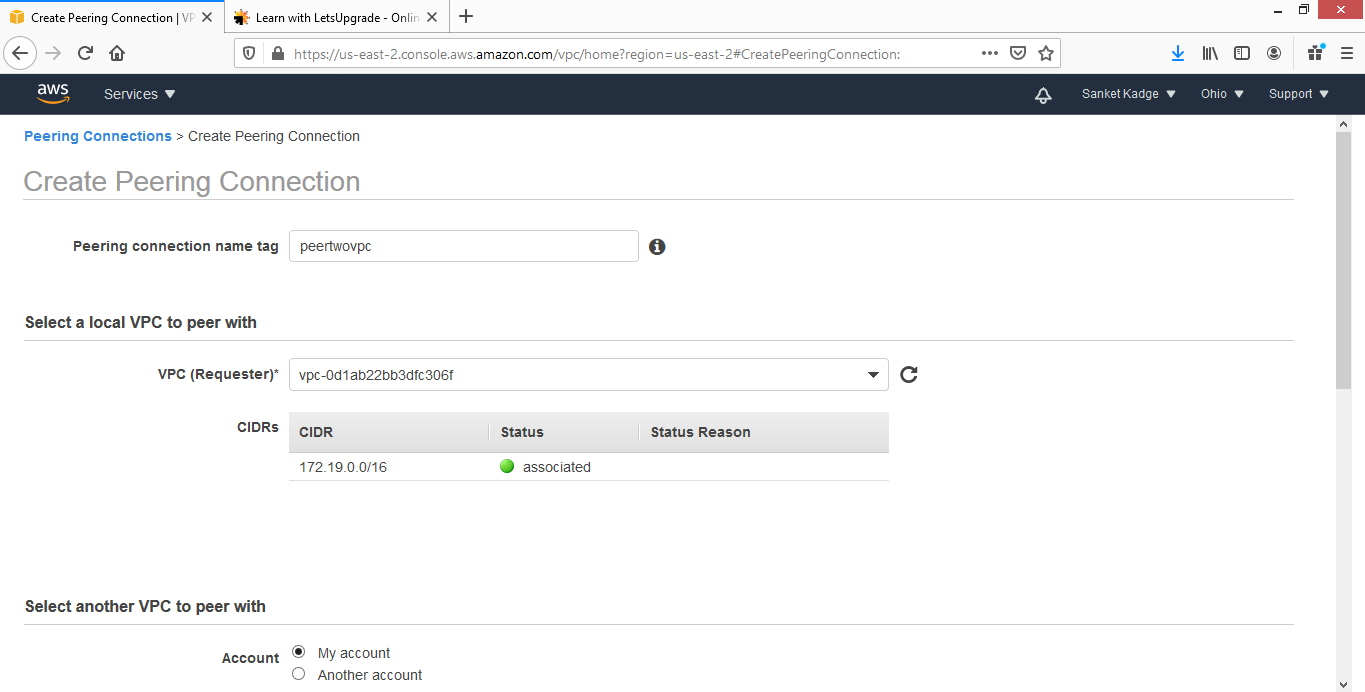 Create Peering Connection | VP
Learn with LetsUpgrade - Onlin
https://us-east-2.console.aws.amazon.com/vpc/home?region=us-east-2#CreatePeeringConnection:
aws Services Sanket Kadge Ohio Support
Peering Connections > Create Peering Connection
Create Peering Connection
Peering connection name tag peertwovpc
Select a local VPC to peer with
VPC (Requester)* vpc-0d1ab22bb3dfc306f
CIDRs CIDR Status Status Reason
172.19.0.0/16 associated
Select another VPC to peer with
Account My account
Another account